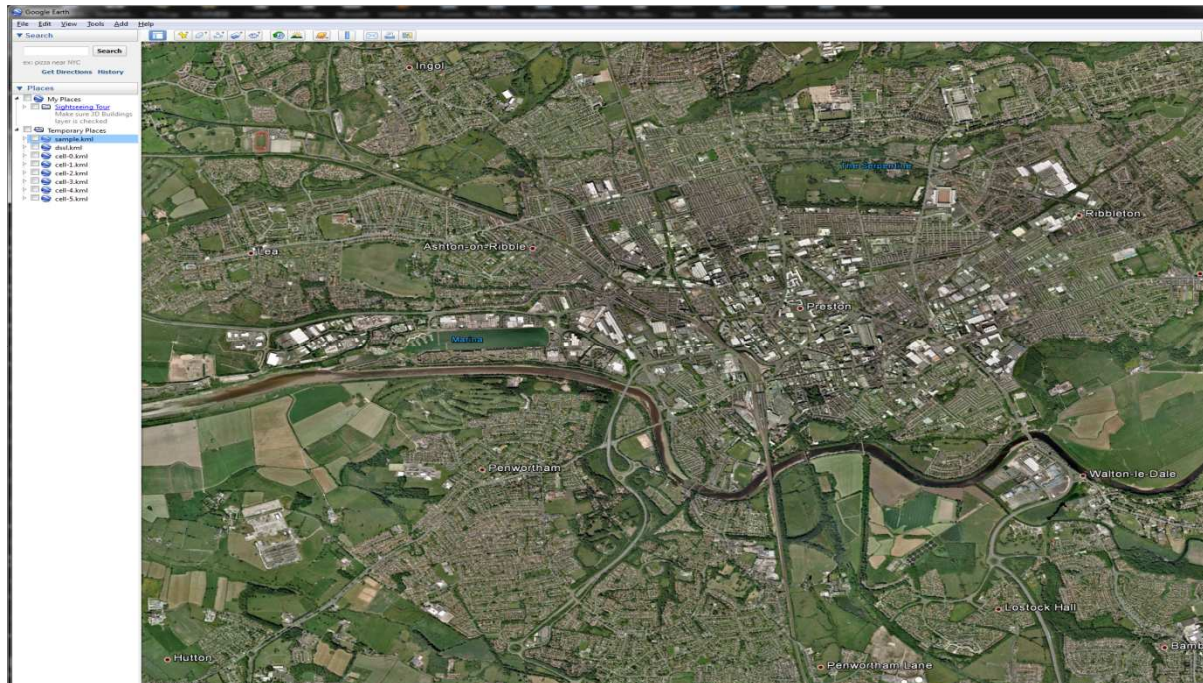 Google Earth
File Edit View Tools Add Help
Search
Search
ex: pizza near NYC
Get Directions History
Places
My Places
Sightseeing Tour
Make sure 3D Buildings
layer is checked
Temporary Places
sample.kml
dssl.kml
cell-0.kml
cell-1.kml
cell-2.kml
cell-3.kml
cell-4.kml
cell-5.kml
Ingol
The Serpentine
Ribbleton
Lea
Ashton-on-Ribble
Preston
Marina
Penwortham
Walton-le-Dale
Lostock Hall
Hutton
Penwortham Lane
Bamb